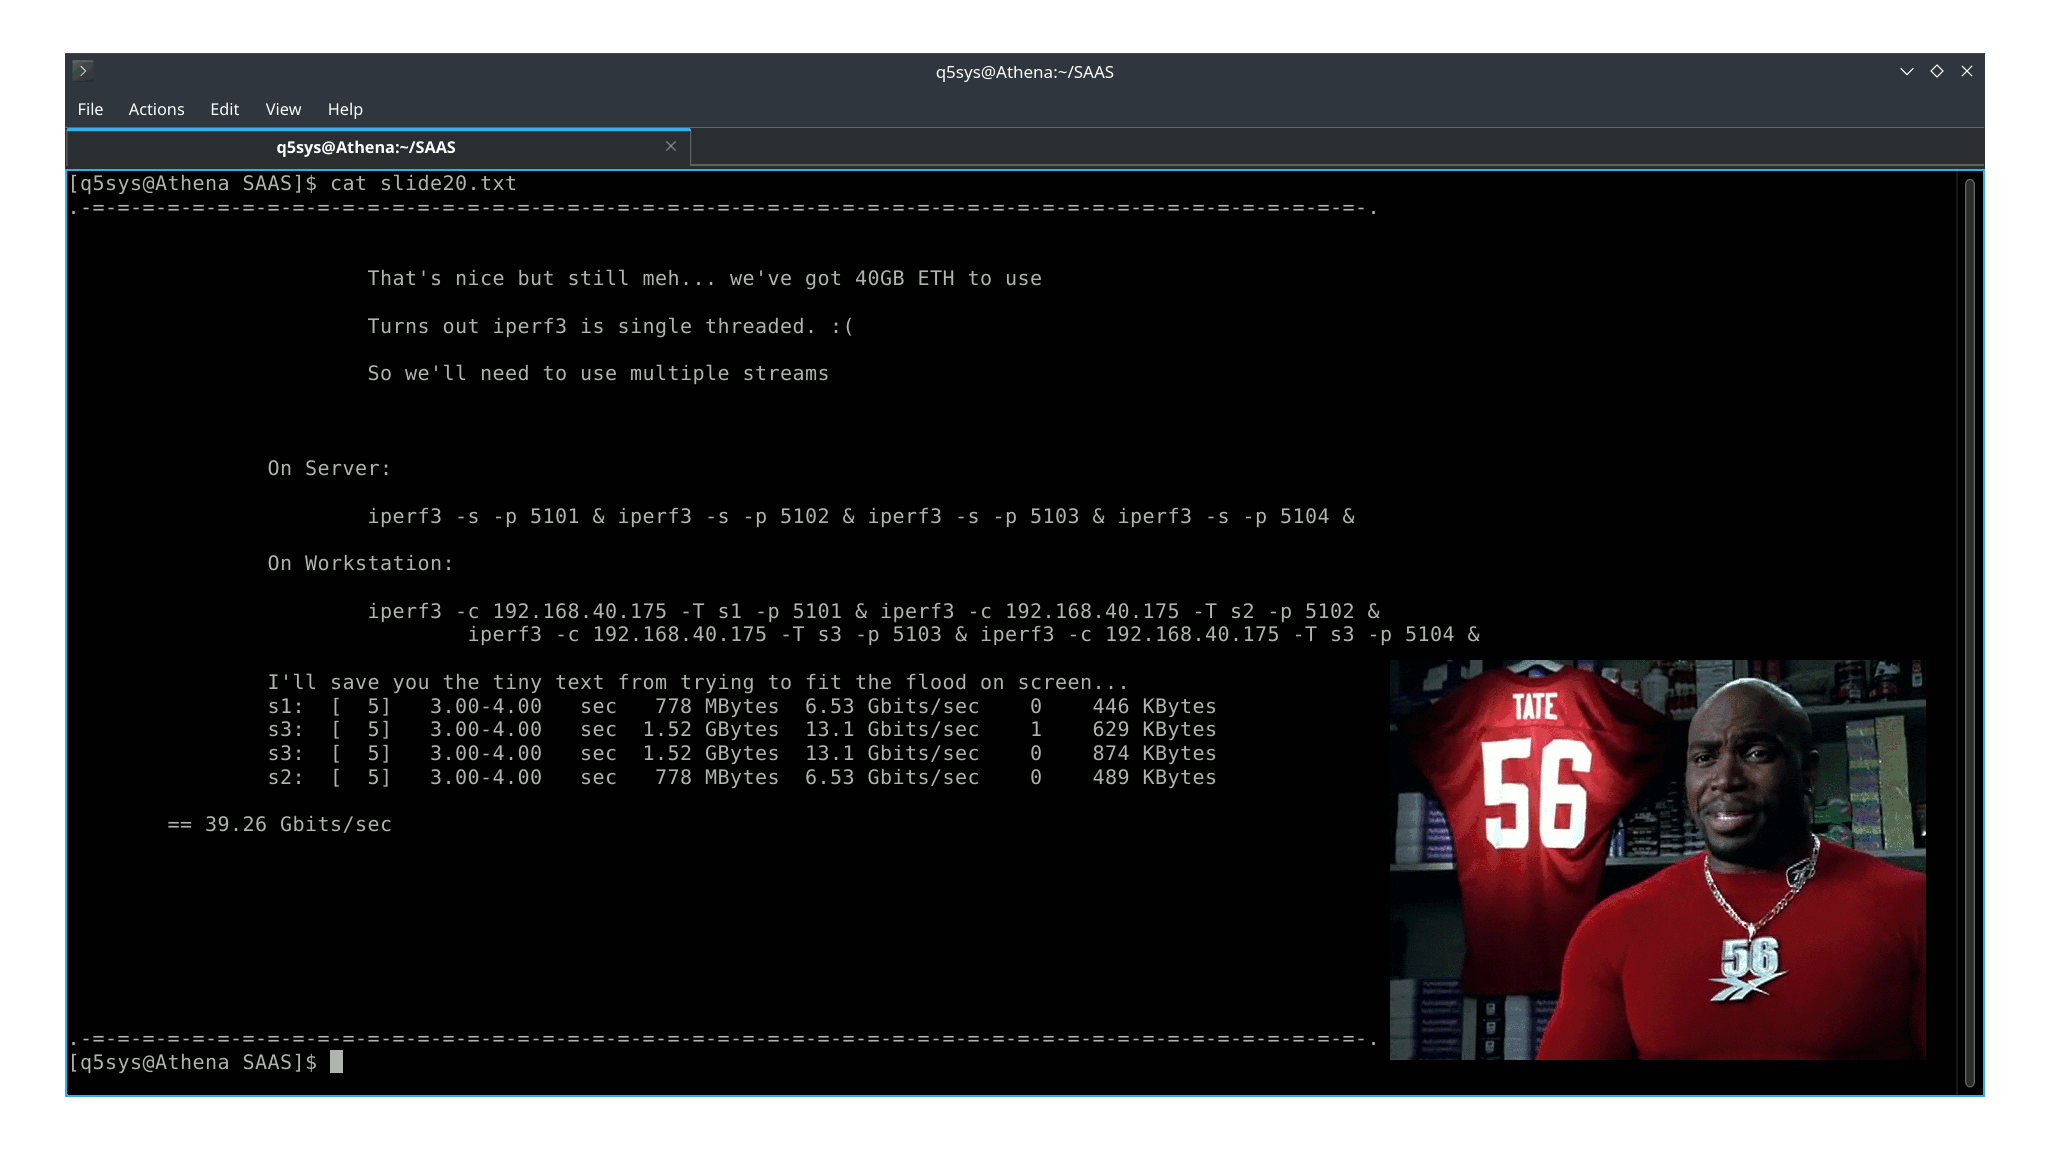 q5sys@Athena:~/SAAS
File Actions Edit View Help
q5sys@Athena:~/SAAS
[q5sys@Athena SAAS]$ cat slide20.txt
.-=-=-=-=-=-=-=-=-=-=-=-=-=-=-=-=-=-=-=-=-=-=-=-=-=-=-=-=-=-=-=-=-=-=-=-=-=-=-=-=-=-=-=-=-=-=-=-=-=-=-=-.
That's nice but still meh... we've got 40GB ETH to use
Turns out iperf3 is single threaded. :(
So we'll need to use multiple streams
On Server:
iperf3 -s -p 5101 & iperf3 -s -p 5102 & iperf3 -s -p 5103 & iperf3 -s -p 5104 &
On Workstation:
iperf3 -c 192.168.40.175 -T s1 -p 5101 & iperf3 -c 192.168.40.175 -T s2 -p 5102 &
iperf3 -c 192.168.40.175 -T s3 -p 5103 & iperf3 -c 192.168.40.175 -T s3 -p 5104 &
I'll save you the tiny text from trying to fit the flood on screen...
s1:  [  5]   3.00-4.00   sec   778 MBytes  6.53 Gbits/sec    0    446 KBytes
s3:  [  5]   3.00-4.00   sec  1.52 GBytes  13.1 Gbits/sec    1    629 KBytes
s3:  [  5]   3.00-4.00   sec  1.52 GBytes  13.1 Gbits/sec    0    874 KBytes
s2:  [  5]   3.00-4.00   sec   778 MBytes  6.53 Gbits/sec    0    489 KBytes
== 39.26 Gbits/sec
TATE
56
56
.-=-=-=-=-=-=-=-=-=-=-=-=-=-=-=-=-=-=-=-=-=-=-=-=-=-=-=-=-=-=-=-=-=-=-=-=-=-=-=-=-=-=-=-=-=-=-=-=-=-=-=-.
[q5sys@Athena SAAS]$